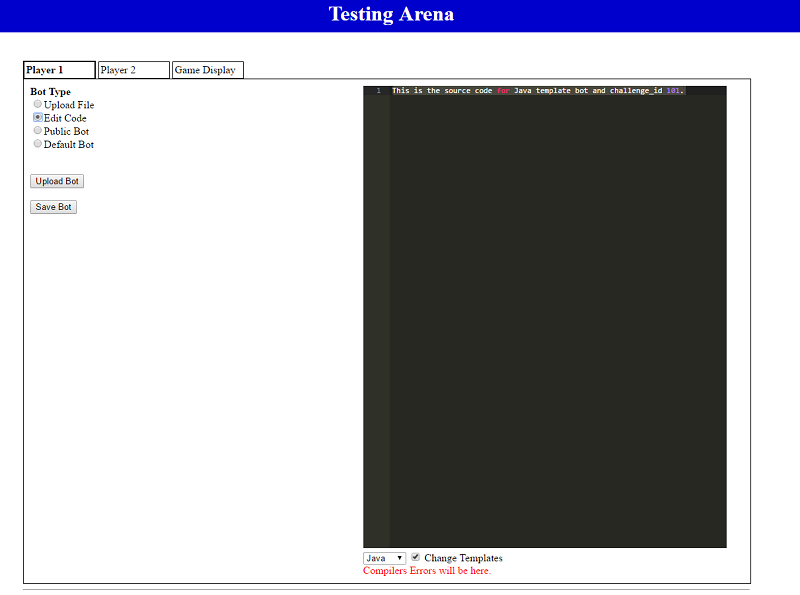 Testing Arena
Player 1
Player 2
Game Display
Bot Type
Upload File
Edit Code
Public Bot
Default Bot
Upload Bot
Save Bot
1 This is the source code for Java template bot and challenge_id 101.
Java Change Templates
Compilers Errors will be here.